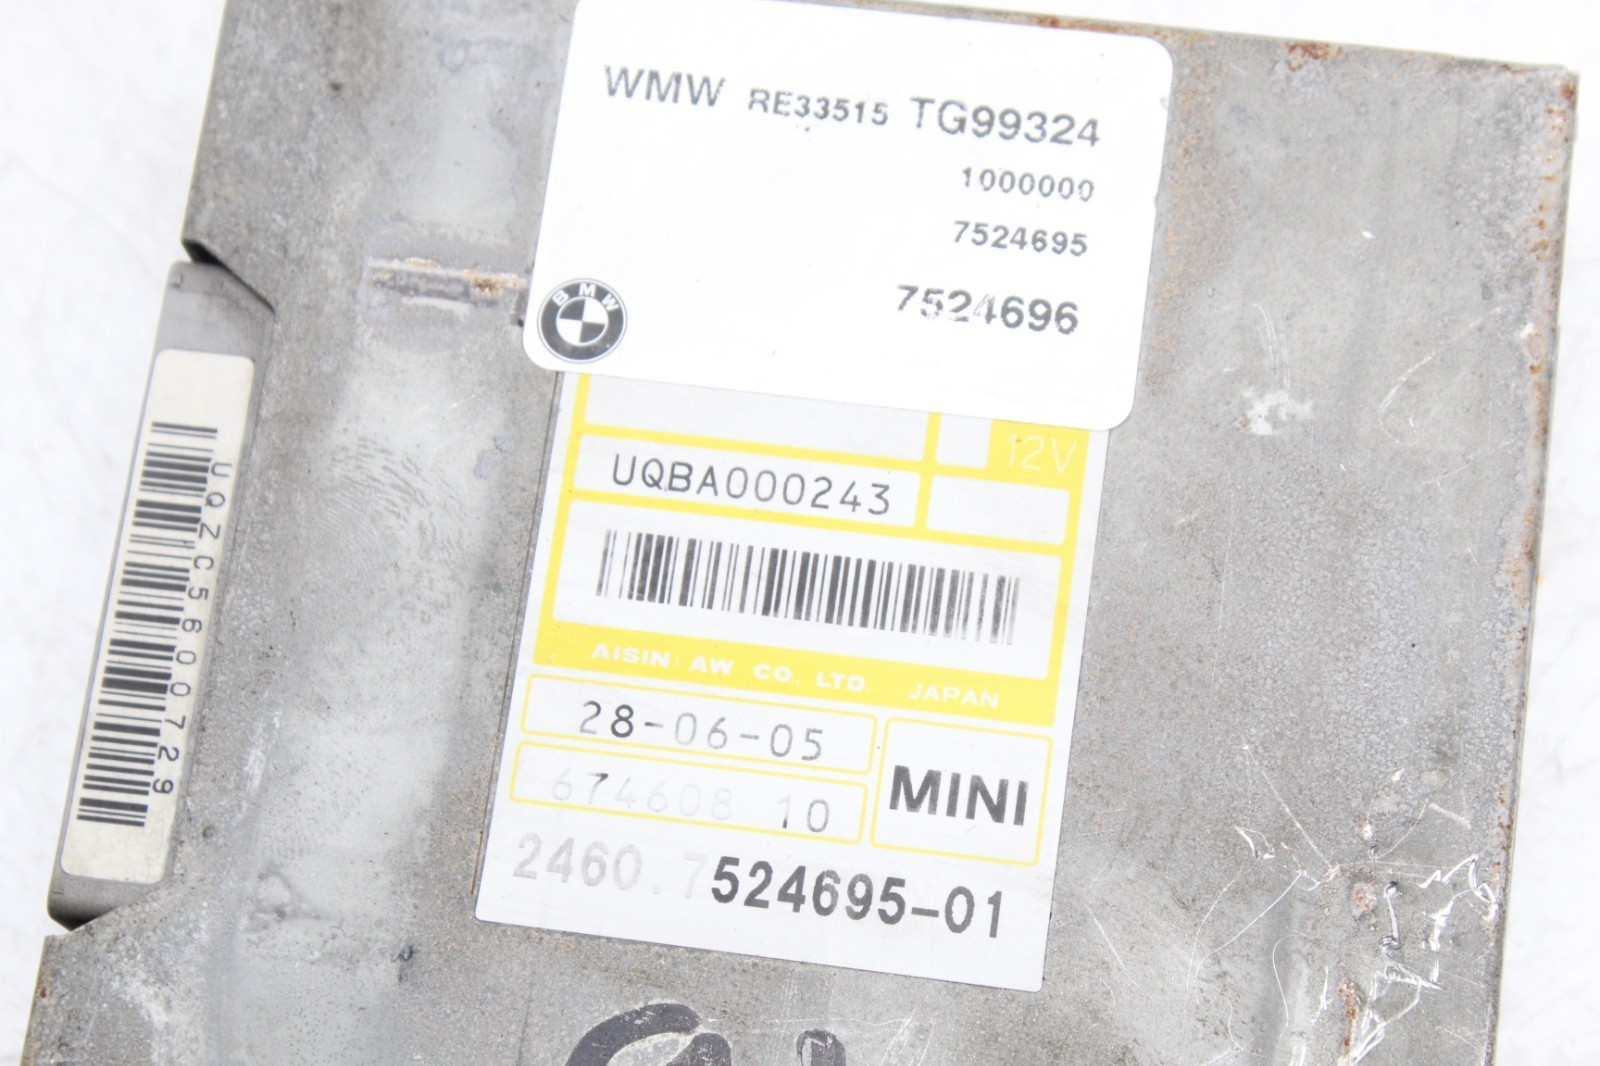 WMW RE33515 TG99324
1000000
7524695
7524696
BMW
12V
UQBA000243
AISIN AW CO., LTD. JAPAN
28-06-05
674608 10
MINI
2460.7524695-01
UQZC5600729